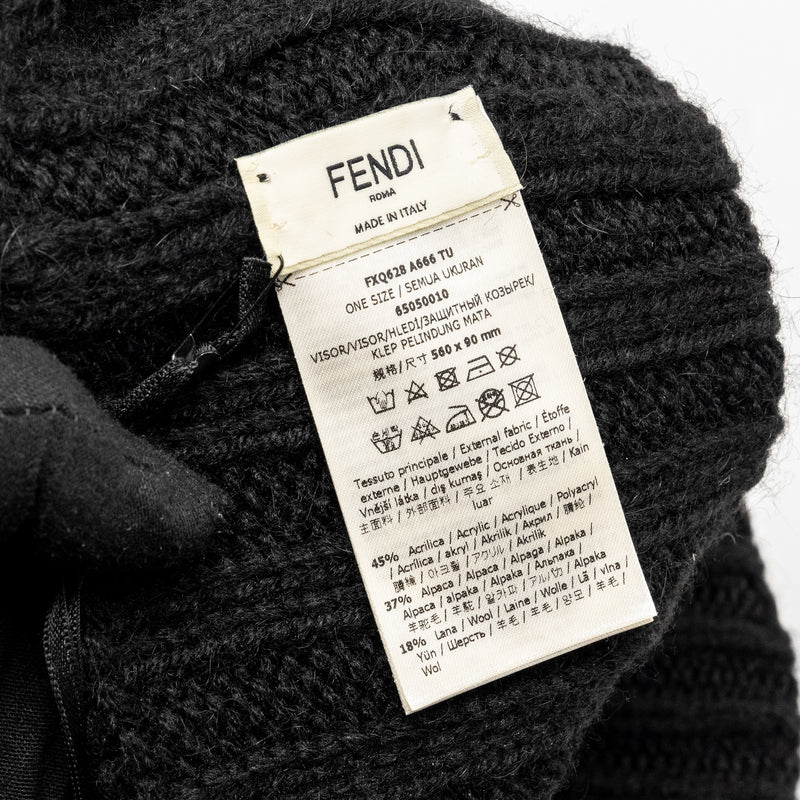 FENDI
ROMA
MADE IN ITALY
FXQ628 A666 TU
ONE SIZE / SEMUA UKURAN
65050010
VISOR/VISOR/HLEDÍ/ЗАЩИТНЫЙ КОЗЫРЕК/
KLEP PELINDUNG MATA
规格/尺寸 560 x 90 mm
Tessuto principale / External fabric / Étoffe
externe / Hauptgewebe / Tecido Externo /
Vnější látka / dış kumaş / Основная ткань /
主面料 / 外部面料 / 주요 소재 / 表生地 / Kain
luar
45% Acrilica / Acrylic / Acrylique / Polyacryl
/ Acrílica / akryl / Akrilik / Акрил / 腈纶/
腈纶 / 아크릴 / アクリル / Akrilik
37% Alpaca / Alpaca / Alpaga / Alpaka /
Alpaca / alpaka / Alpaka / Альпака /
羊驼毛 / 羊駝 / 알카파 / アルパカ / Alpaka
18% Lana / Wool / Laine / Wolle / Lã / vlna /
Yün / Шерсть / 羊毛 / 羊毛 / 양모 / 羊毛 /
Wol